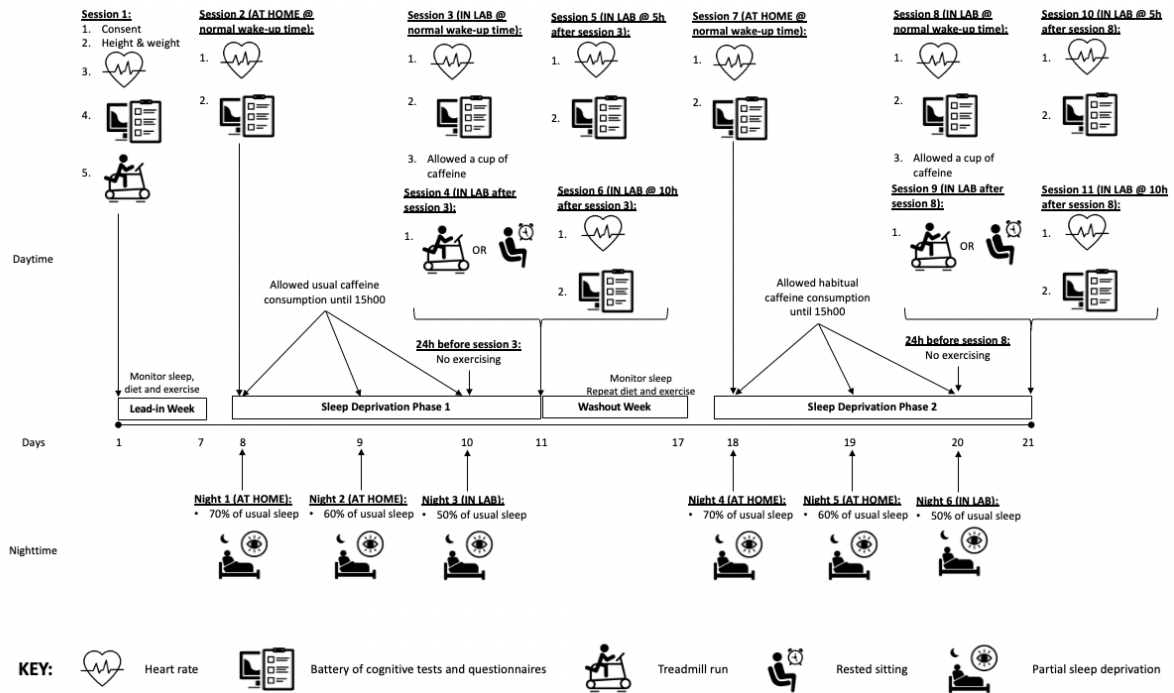 Session 1:
1. Consent
2. Height & weight
3.
4.
5.
Session 2 (AT HOME @
normal wake-up time):
1.
2.
Session 3 (IN LAB @
normal wake-up time):
1.
2.
3. Allowed a cup of
caffeine
Session 4 (IN LAB after
session 3):
1.
OR
Session 5 (IN LAB @ 5h
after session 3):
1.
2.
Session 6 (IN LAB @ 10h
after session 3):
1.
2.
Session 7 (AT HOME @
normal wake-up time):
1.
2.
Session 8 (IN LAB @
normal wake-up time):
1.
2.
3. Allowed a cup of
caffeine
Session 9 (IN LAB after
session 8):
1.
OR
Session 10 (IN LAB @ 5h
after session 8):
1.
2.
Session 11 (IN LAB @ 10h
after session 8):
1.
2.
Daytime
Allowed usual caffeine
consumption until 15h00
Allowed habitual
caffeine consumption
until 15h00
24h before session 3:
No exercising
24h before session 8:
No exercising
Monitor sleep,
diet and exercise
Monitor sleep
Repeat diet and exercise
Lead-in Week
Sleep Deprivation Phase 1
Washout Week
Sleep Deprivation Phase 2
Days
1 7 8 9 10 11 17 18 19 20 21
Night 1 (AT HOME):
• 70% of usual sleep
Night 2 (AT HOME):
• 60% of usual sleep
Night 3 (IN LAB):
• 50% of usual sleep
Night 4 (AT HOME):
• 70% of usual sleep
Night 5 (AT HOME):
• 60% of usual sleep
Night 6 (IN LAB):
• 50% of usual sleep
Nighttime
KEY:
Heart rate
Battery of cognitive tests and questionnaires
Treadmill run
Rested sitting
Partial sleep deprivation